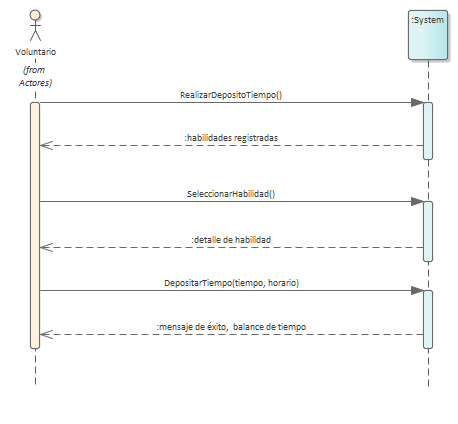 :System
Voluntario
(from
Actores)
RealizarDepositoTiempo()
:habilidades registradas
SeleccionarHabilidad()
:detalle de habilidad
DepositarTiempo(tiempo, horario)
:mensaje de éxito,  balance de tiempo